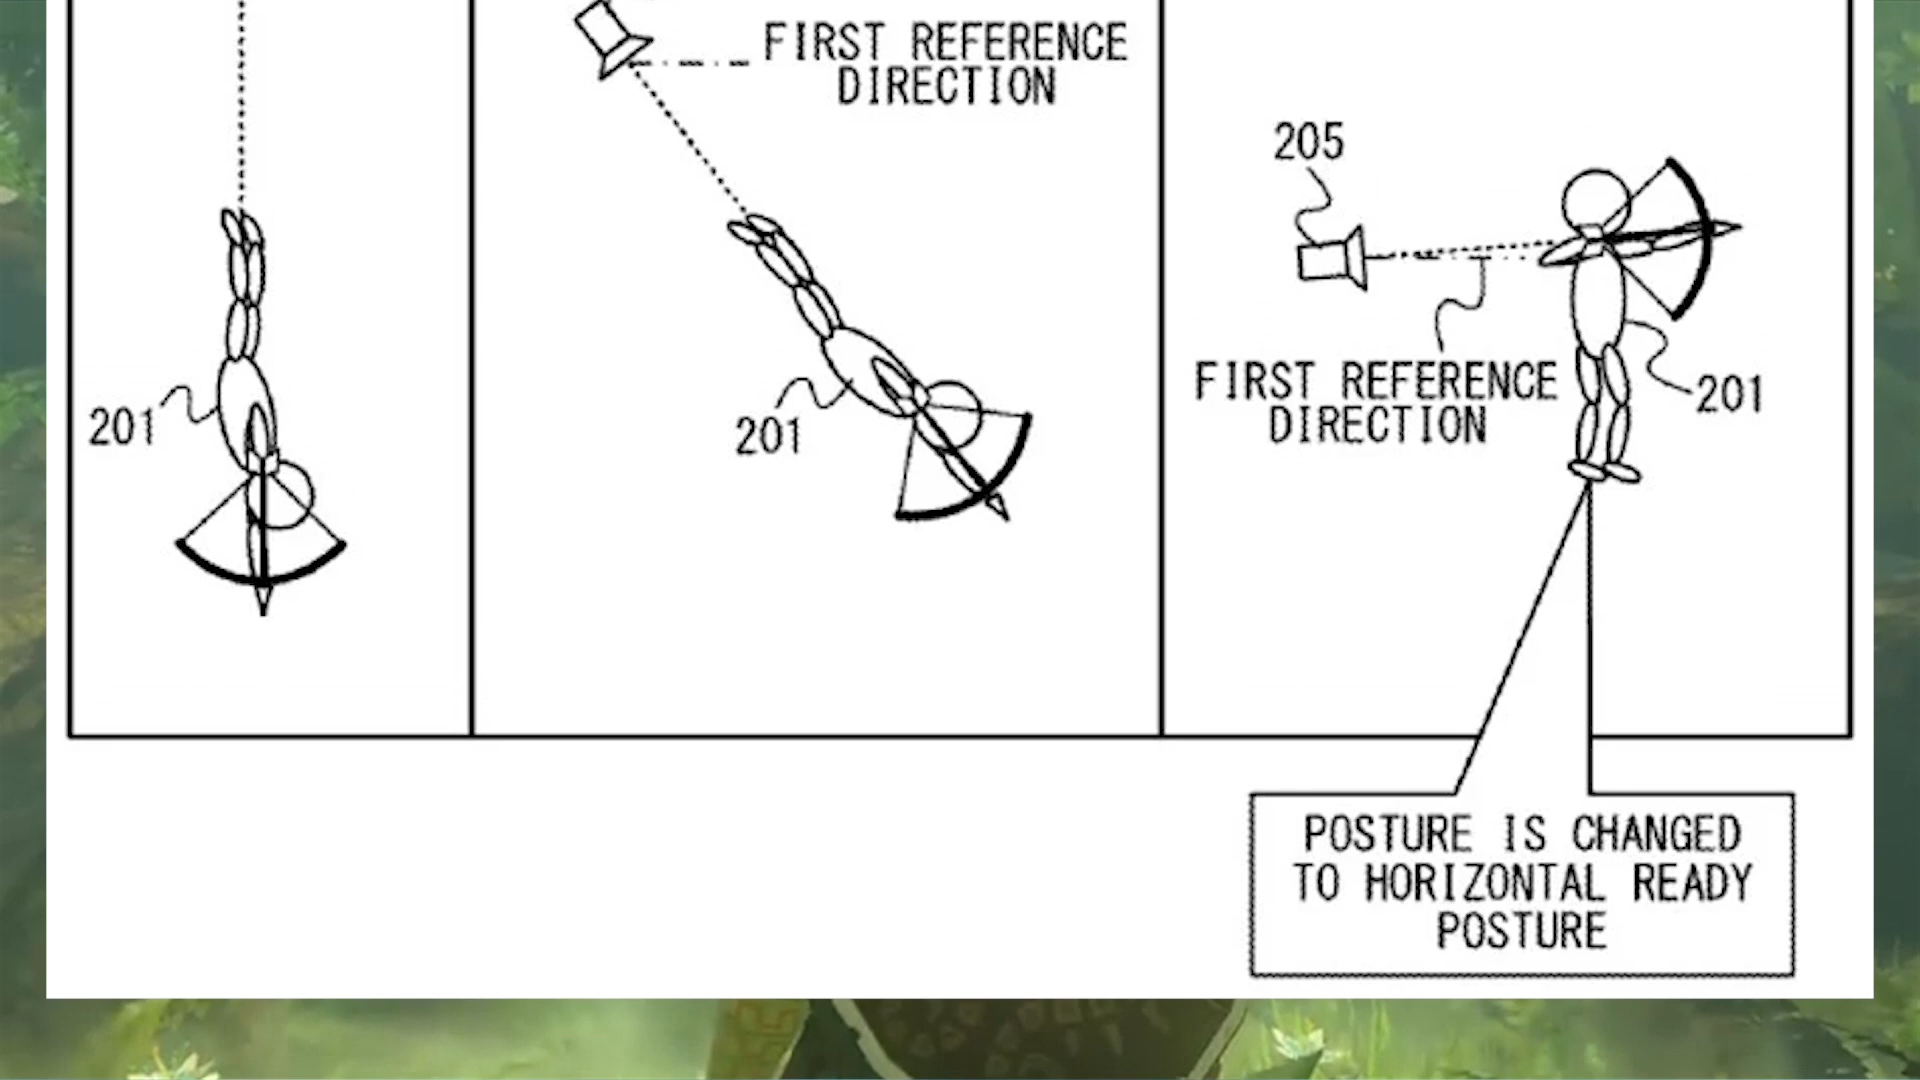 FIRST REFERENCE
DIRECTION
205
201
201
FIRST REFERENCE
DIRECTION
201
POSTURE IS CHANGED
TO HORIZONTAL READY
POSTURE